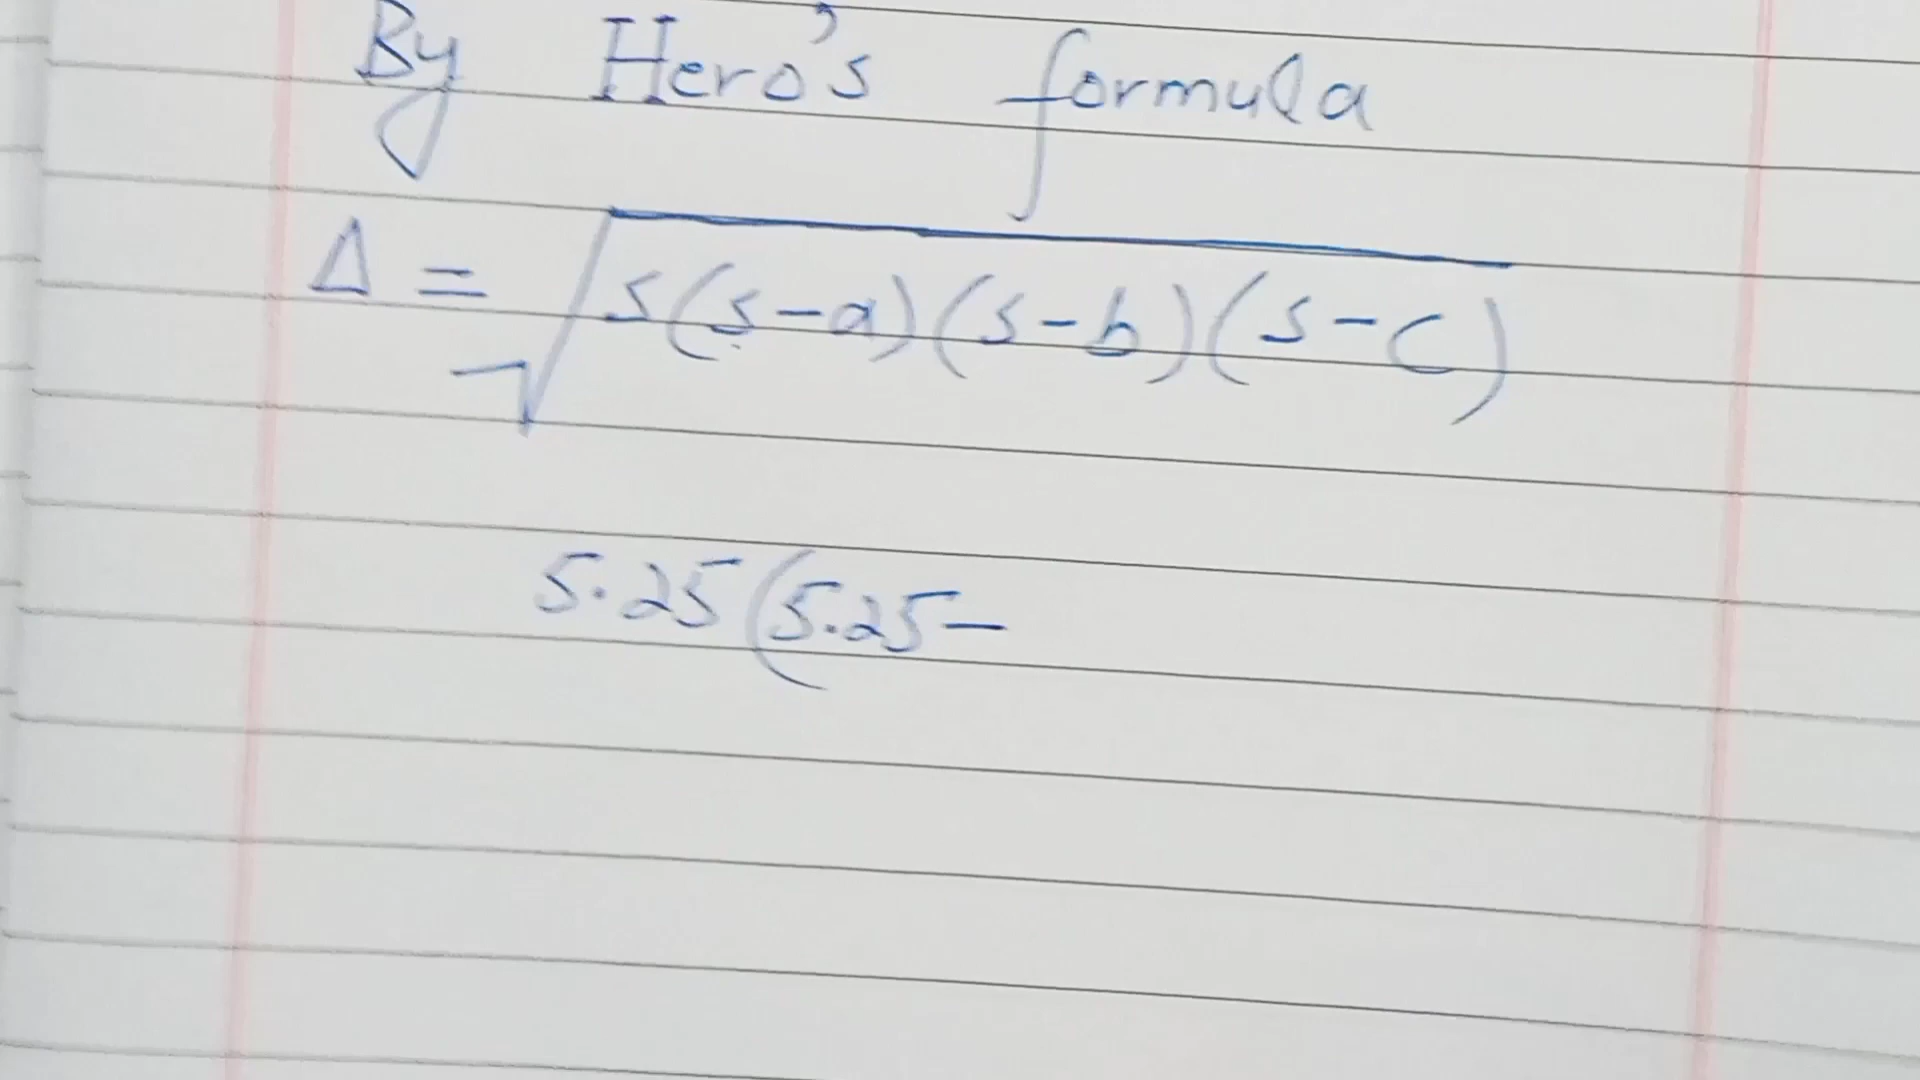 By Hero's formula
Δ = √s(s-a)(s-b)(s-c)
5.25(5.25-